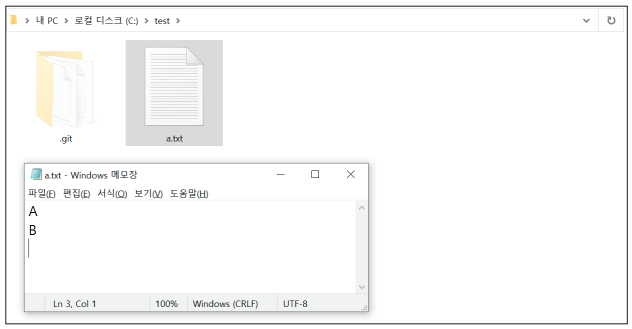 내 PC > 로컬 디스크 (C:) > test >
.git
a.txt
a.txt - Windows 메모장
파일(F) 편집(E) 서식(O) 보기(V) 도움말(H)
A
B
Ln 3, Col 1 100% Windows (CRLF) UTF-8